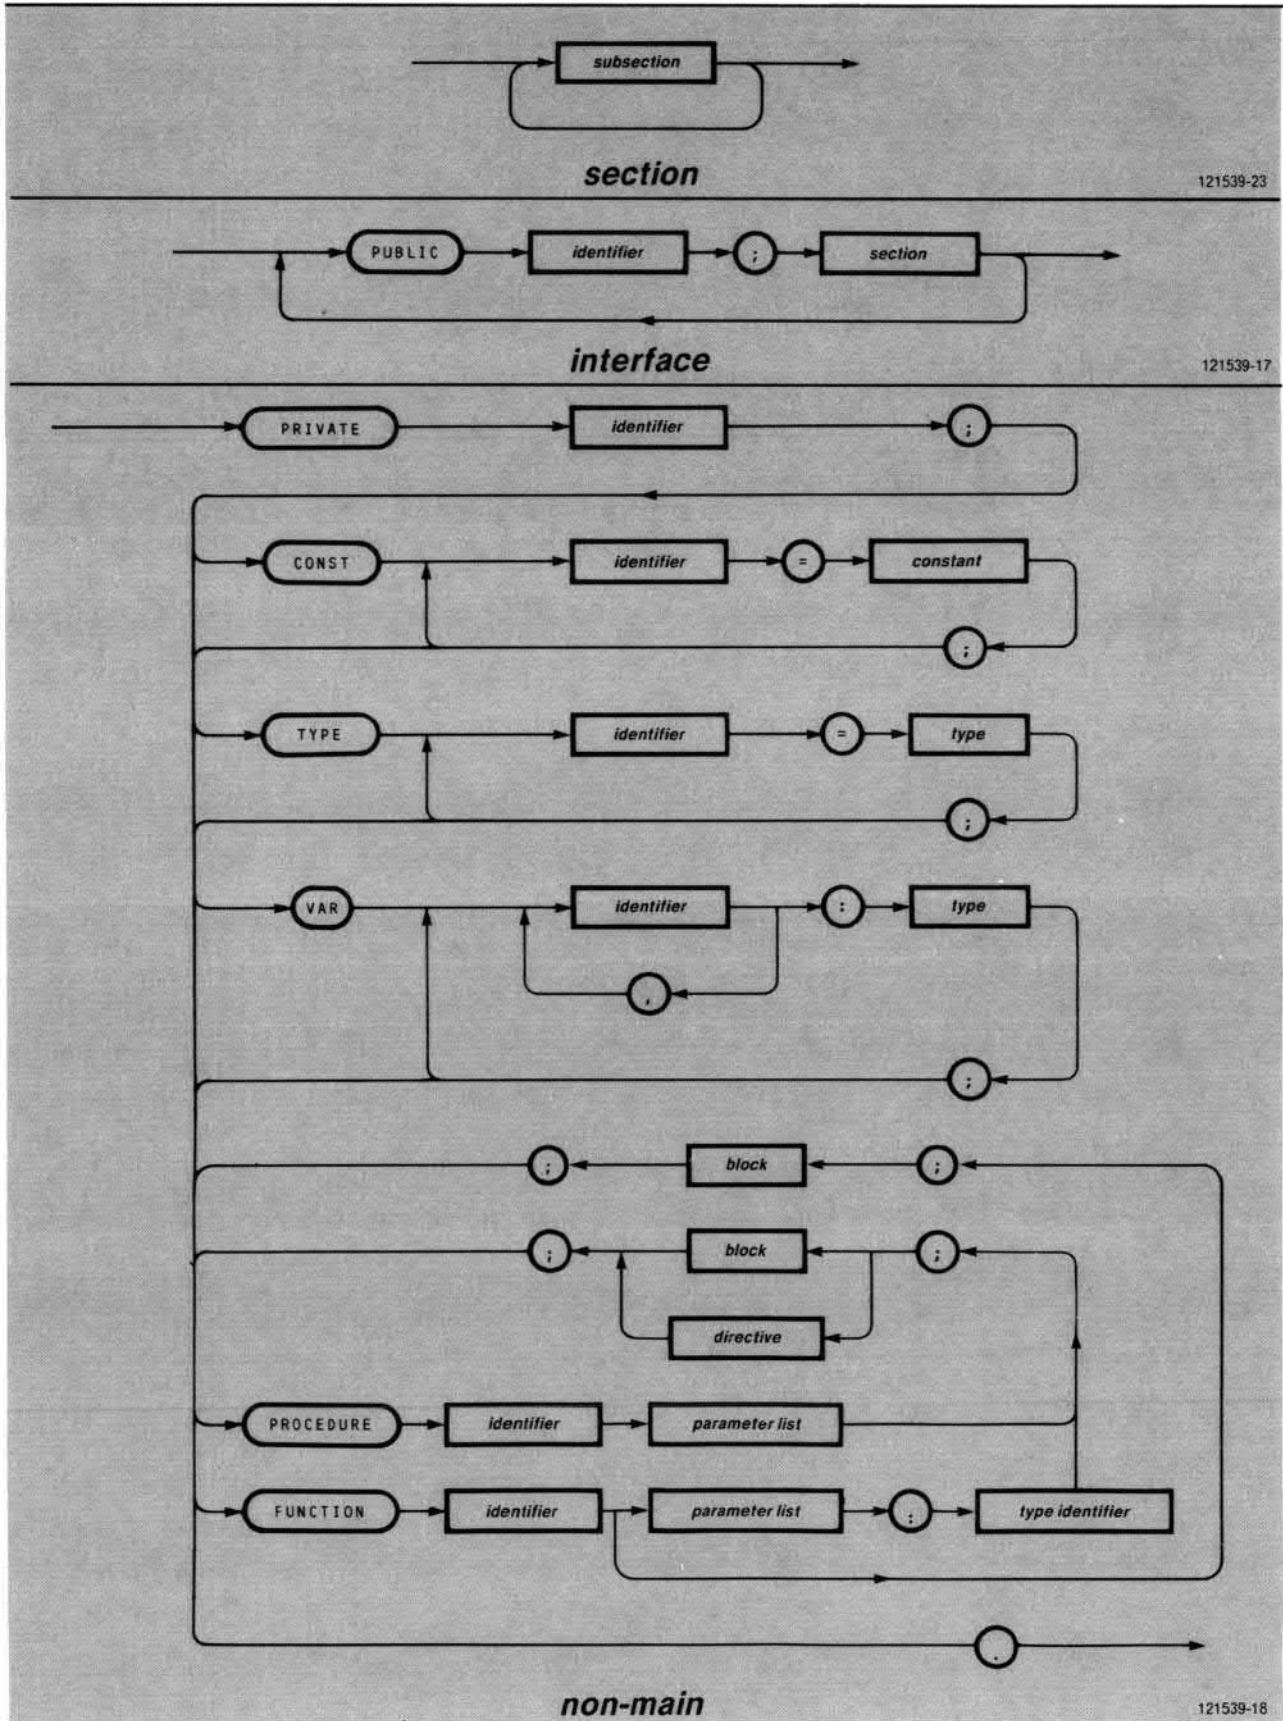 subsection
section
121539-23
PUBLIC identifier ; section
interface
121539-17
PRIVATE identifier ;
CONST identifier = constant
;
TYPE identifier = type
;
VAR identifier : type
,
;
; block ;
; block ;
directive
PROCEDURE identifier parameter list
FUNCTION identifier parameter list : type identifier
.
non-main
121539-18